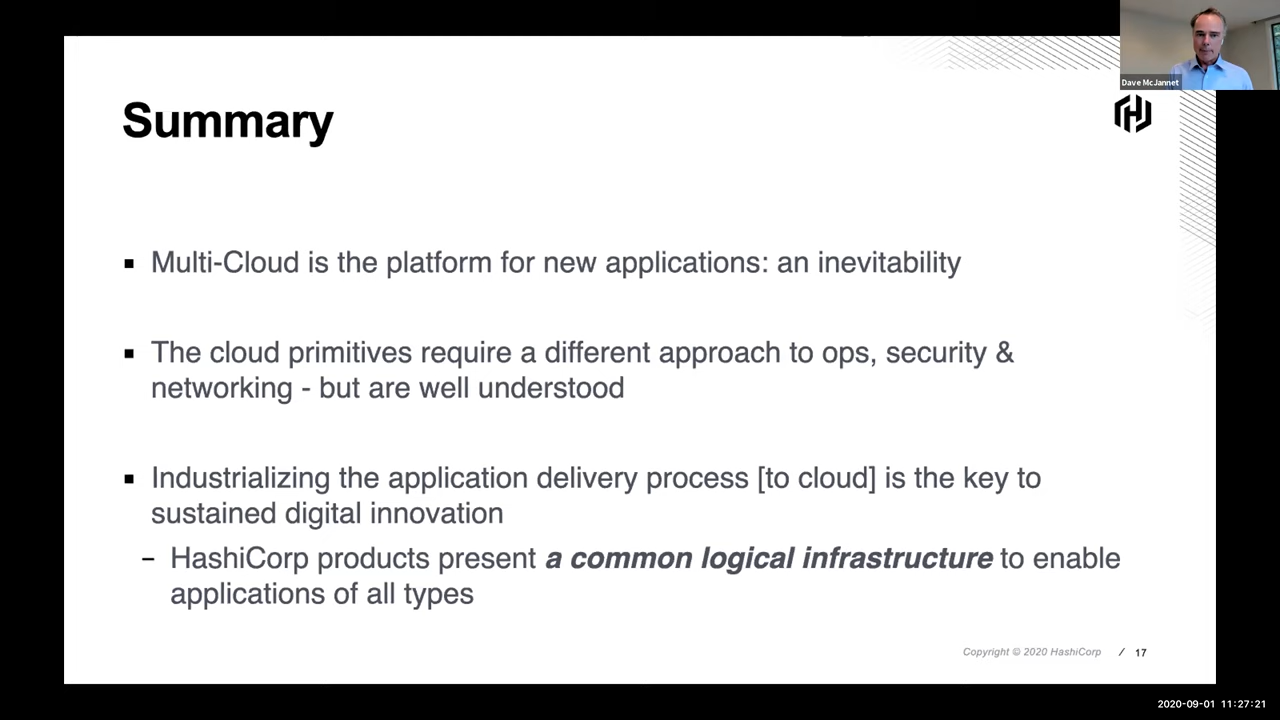 Dave McJannet
Summary
▪ Multi-Cloud is the platform for new applications: an inevitability
▪ The cloud primitives require a different approach to ops, security &
networking - but are well understood
▪ Industrializing the application delivery process [to cloud] is the key to
sustained digital innovation
– HashiCorp products present a common logical infrastructure to enable
applications of all types
Copyright © 2020 HashiCorp / 17
2020-09-01 11:27:21